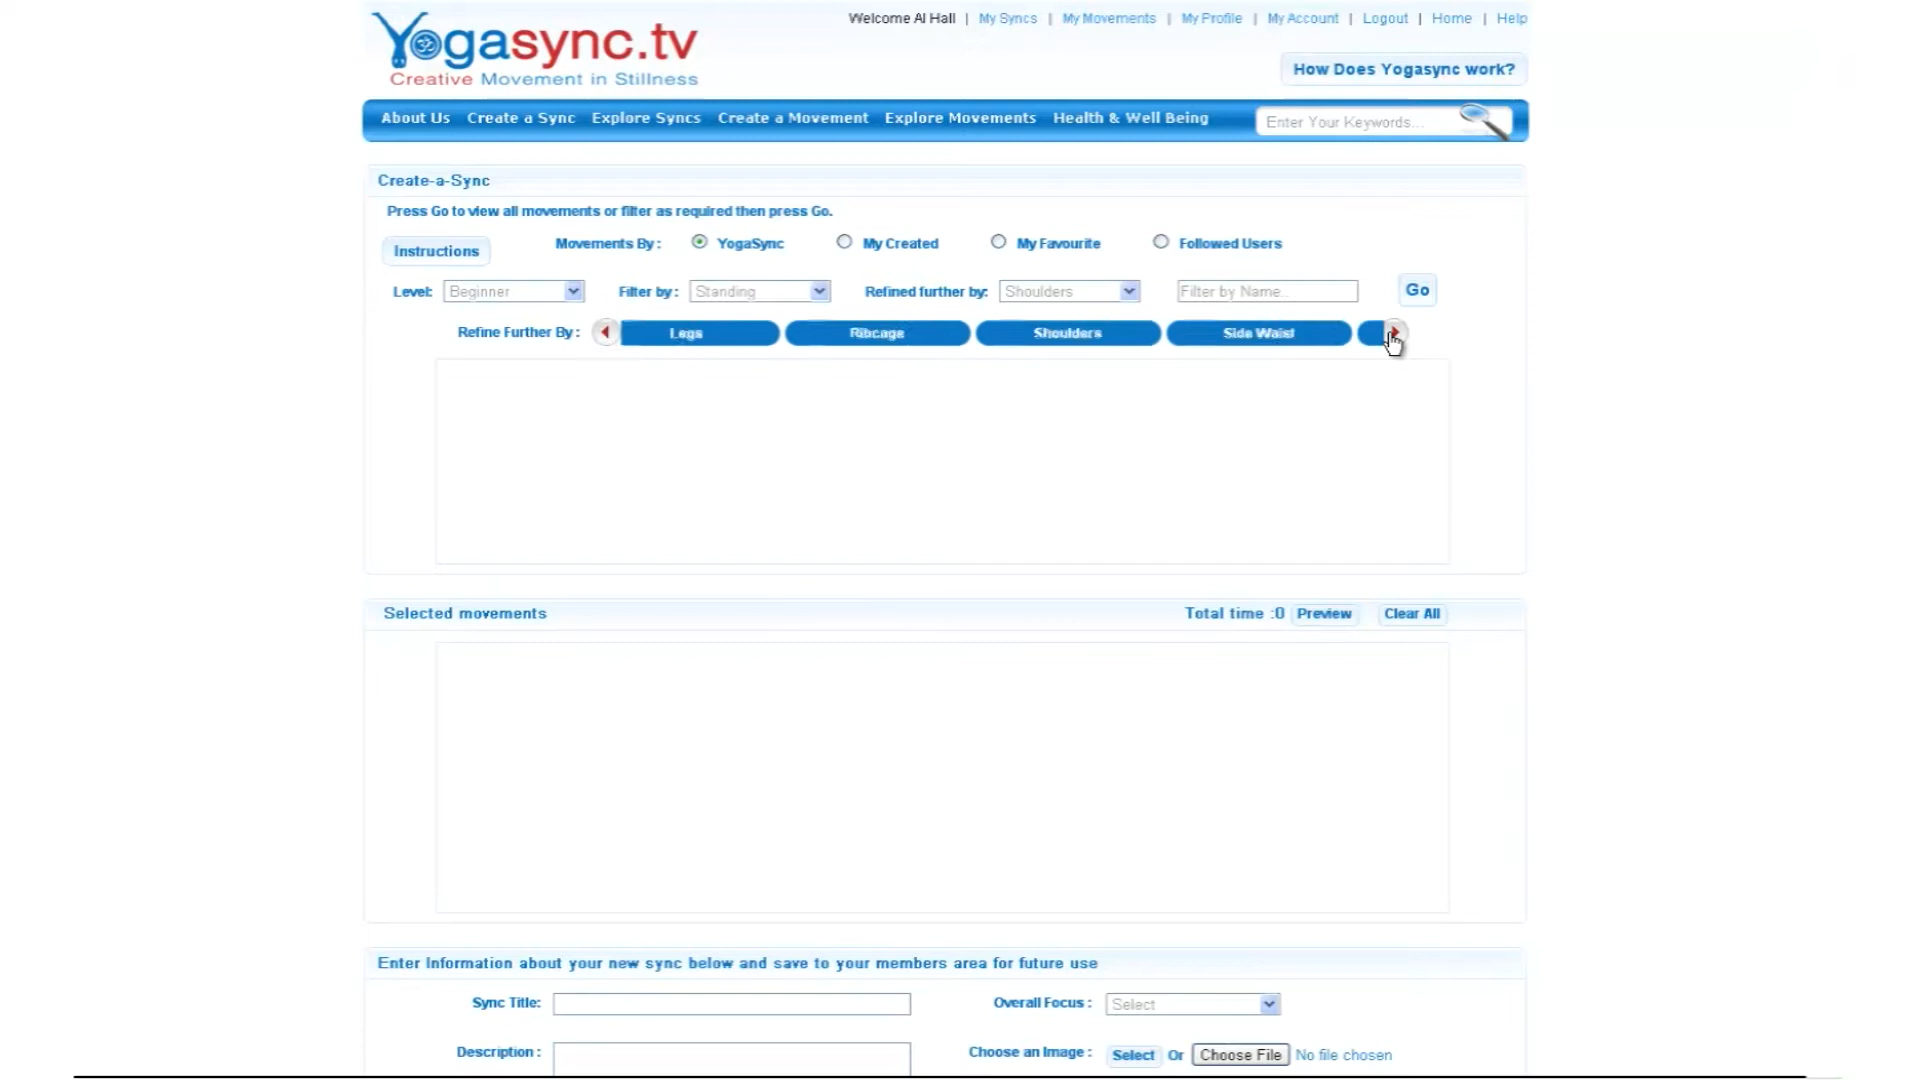 Yogasync.tv
Creative Movement in Stillness
Welcome Al Hall | My Syncs | My Movements | My Profile | My Account | Logout | Home | Help
How Does Yogasync work?
About Us Create a Sync Explore Syncs Create a Movement Explore Movements Health & Well Being Enter Your Keywords...
Create-a-Sync
Press Go to view all movements or filter as required then press Go.
Instructions Movements By : YogaSync My Created My Favourite Followed Users
Level: Beginner Filter by : Standing Refined further by: Shoulders Filter by Name.. Go
Refine Further By : Legs Ribcage Shoulders Side Waist
Selected movements Total time :0 Preview Clear All
Enter Information about your new sync below and save to your members area for future use
Sync Title: Overall Focus : Select
Description : Choose an Image : Select Or Choose File No file chosen